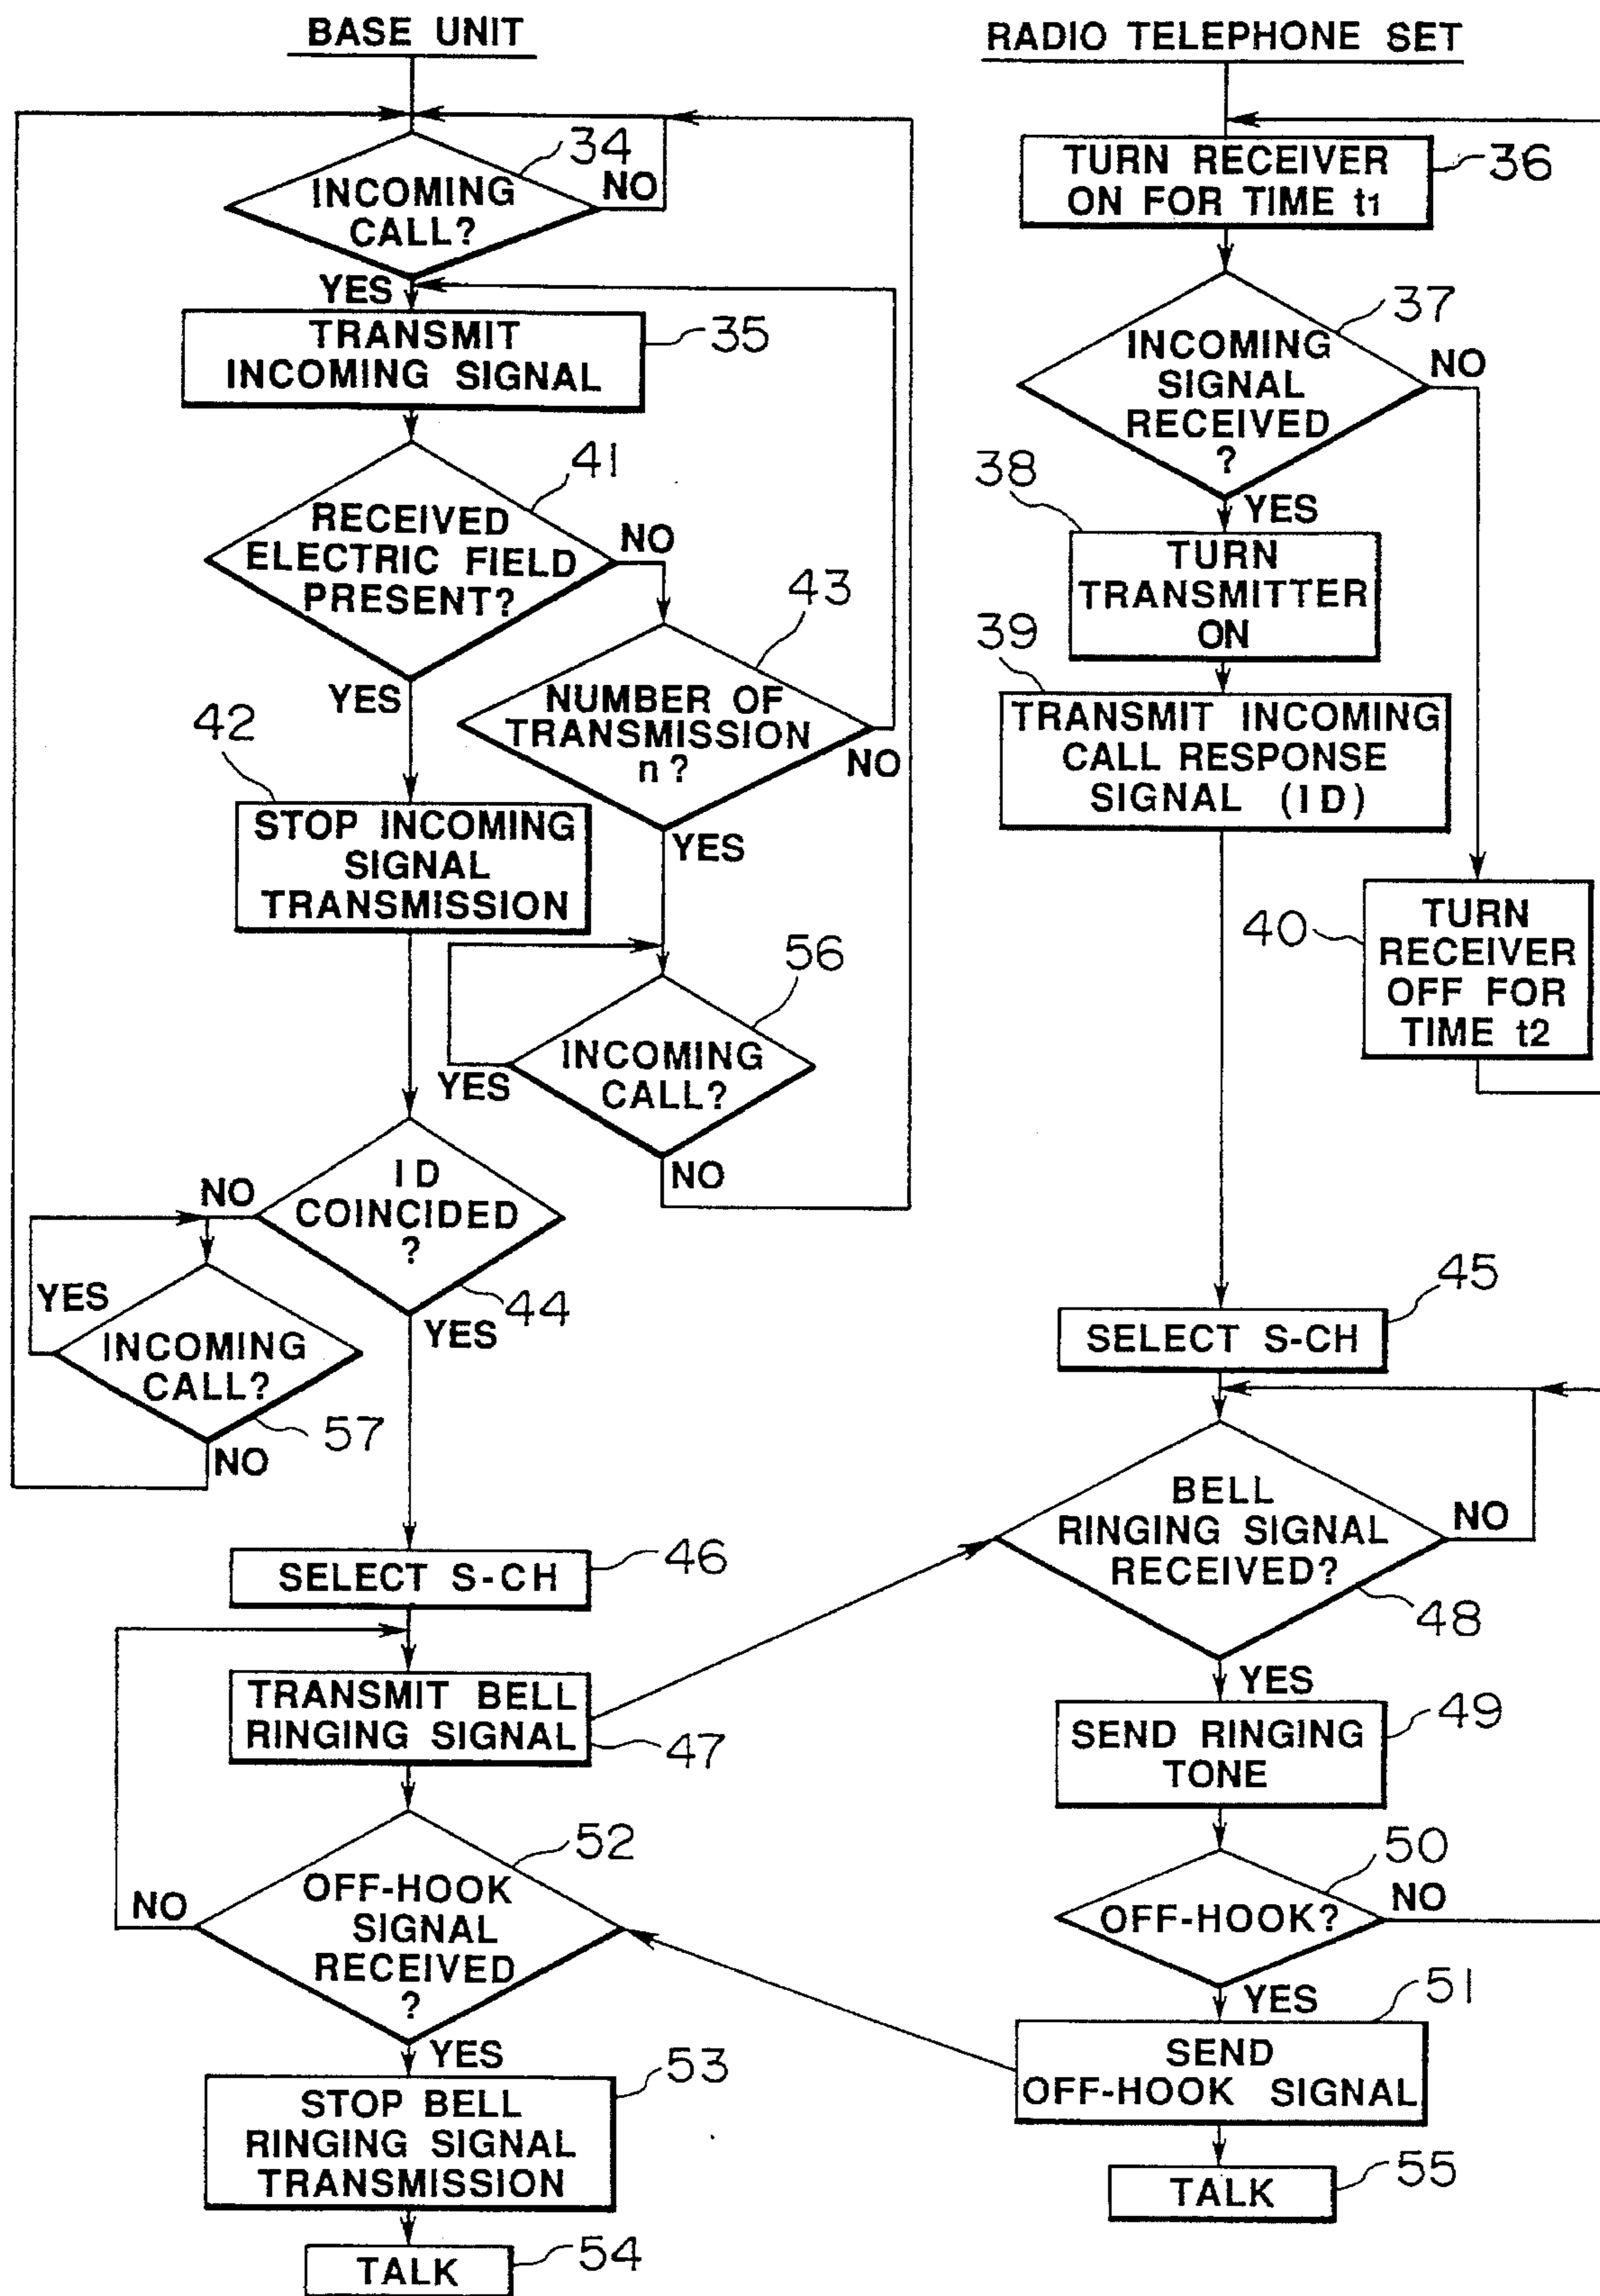 BASE UNIT
34
INCOMING
CALL?
NO
YES
TRANSMIT
INCOMING SIGNAL
35
41
RECEIVED
ELECTRIC FIELD
PRESENT?
NO
YES
43
NUMBER OF
TRANSMISSION
n?
NO
YES
42
STOP INCOMING
SIGNAL
TRANSMISSION
56
INCOMING
CALL?
YES
NO
ID
COINCIDED
?
NO
44
YES
YES
INCOMING
CALL?
57
NO
SELECT S-CH
46
TRANSMIT BELL
RINGING SIGNAL
47
52
OFF-HOOK
SIGNAL
RECEIVED
?
NO
YES
53
STOP BELL
RINGING SIGNAL
TRANSMISSION
TALK
54
RADIO TELEPHONE SET
TURN RECEIVER
ON FOR TIME t1
36
37
INCOMING
SIGNAL
RECEIVED
?
NO
YES
38
TURN
TRANSMITTER
ON
39
TRANSMIT INCOMING
CALL RESPONSE
SIGNAL (ID)
40
TURN
RECEIVER
OFF FOR
TIME t2
45
SELECT S-CH
BELL
RINGING SIGNAL
RECEIVED?
NO
48
YES
SEND RINGING
TONE
49
50
OFF-HOOK?
NO
YES
51
SEND
OFF-HOOK SIGNAL
TALK
55